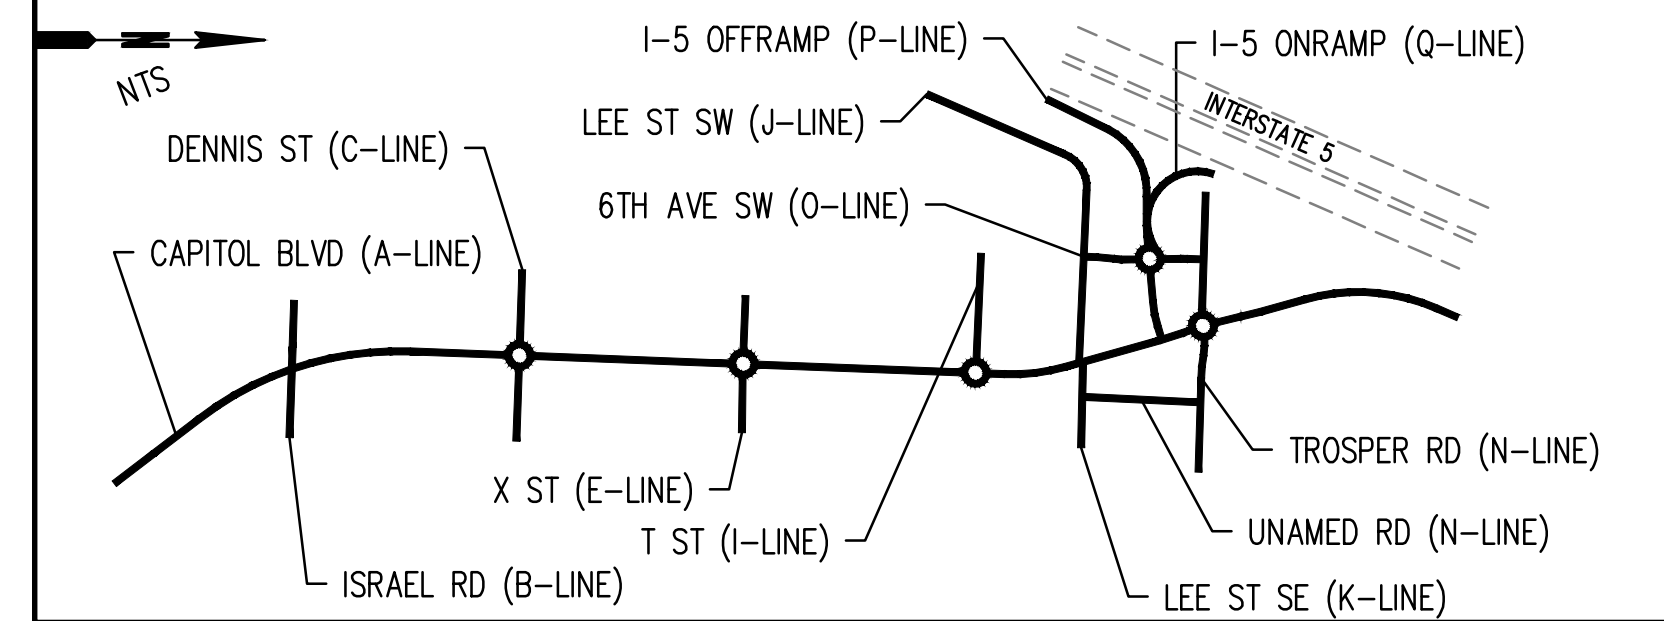 I-5 OFFRAMP (P-LINE)
I-5 ONRAMP (Q-LINE)
N
NTS
INTERSTATE 5
LEE ST SW (J-LINE)
DENNIS ST (C-LINE)
6TH AVE SW (O-LINE)
CAPITOL BLVD (A-LINE)
TROSPER RD (N-LINE)
X ST (E-LINE)
UNAMED RD (N-LINE)
T ST (I-LINE)
ISRAEL RD (B-LINE)
LEE ST SE (K-LINE)